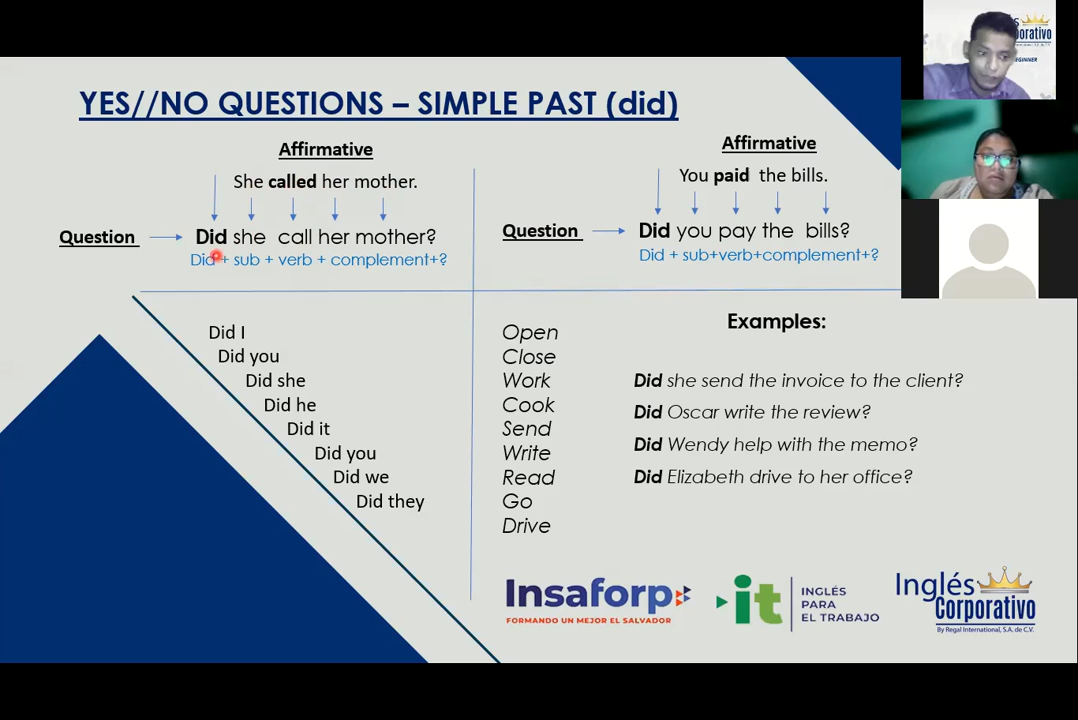 YES//NO QUESTIONS – SIMPLE PAST (did)
Affirmative
She called her mother.
Question
Did she call her mother?
Did + sub + verb + complement+?
Affirmative
You paid the bills.
Question
Did you pay the bills?
Did + sub+verb+complement+?
Did I
Did you
Did she
Did he
Did it
Did you
Did we
Did they
Open
Close
Work
Cook
Send
Write
Read
Go
Drive
Examples:
Did she send the invoice to the client?
Did Oscar write the review?
Did Wendy help with the memo?
Did Elizabeth drive to her office?
Insaforp
FORMANDO UN MEJOR EL SALVADOR
it
INGLÉS
PARA
EL TRABAJO
Inglés
Corporativo
By Regal International, S.A. de C.V.